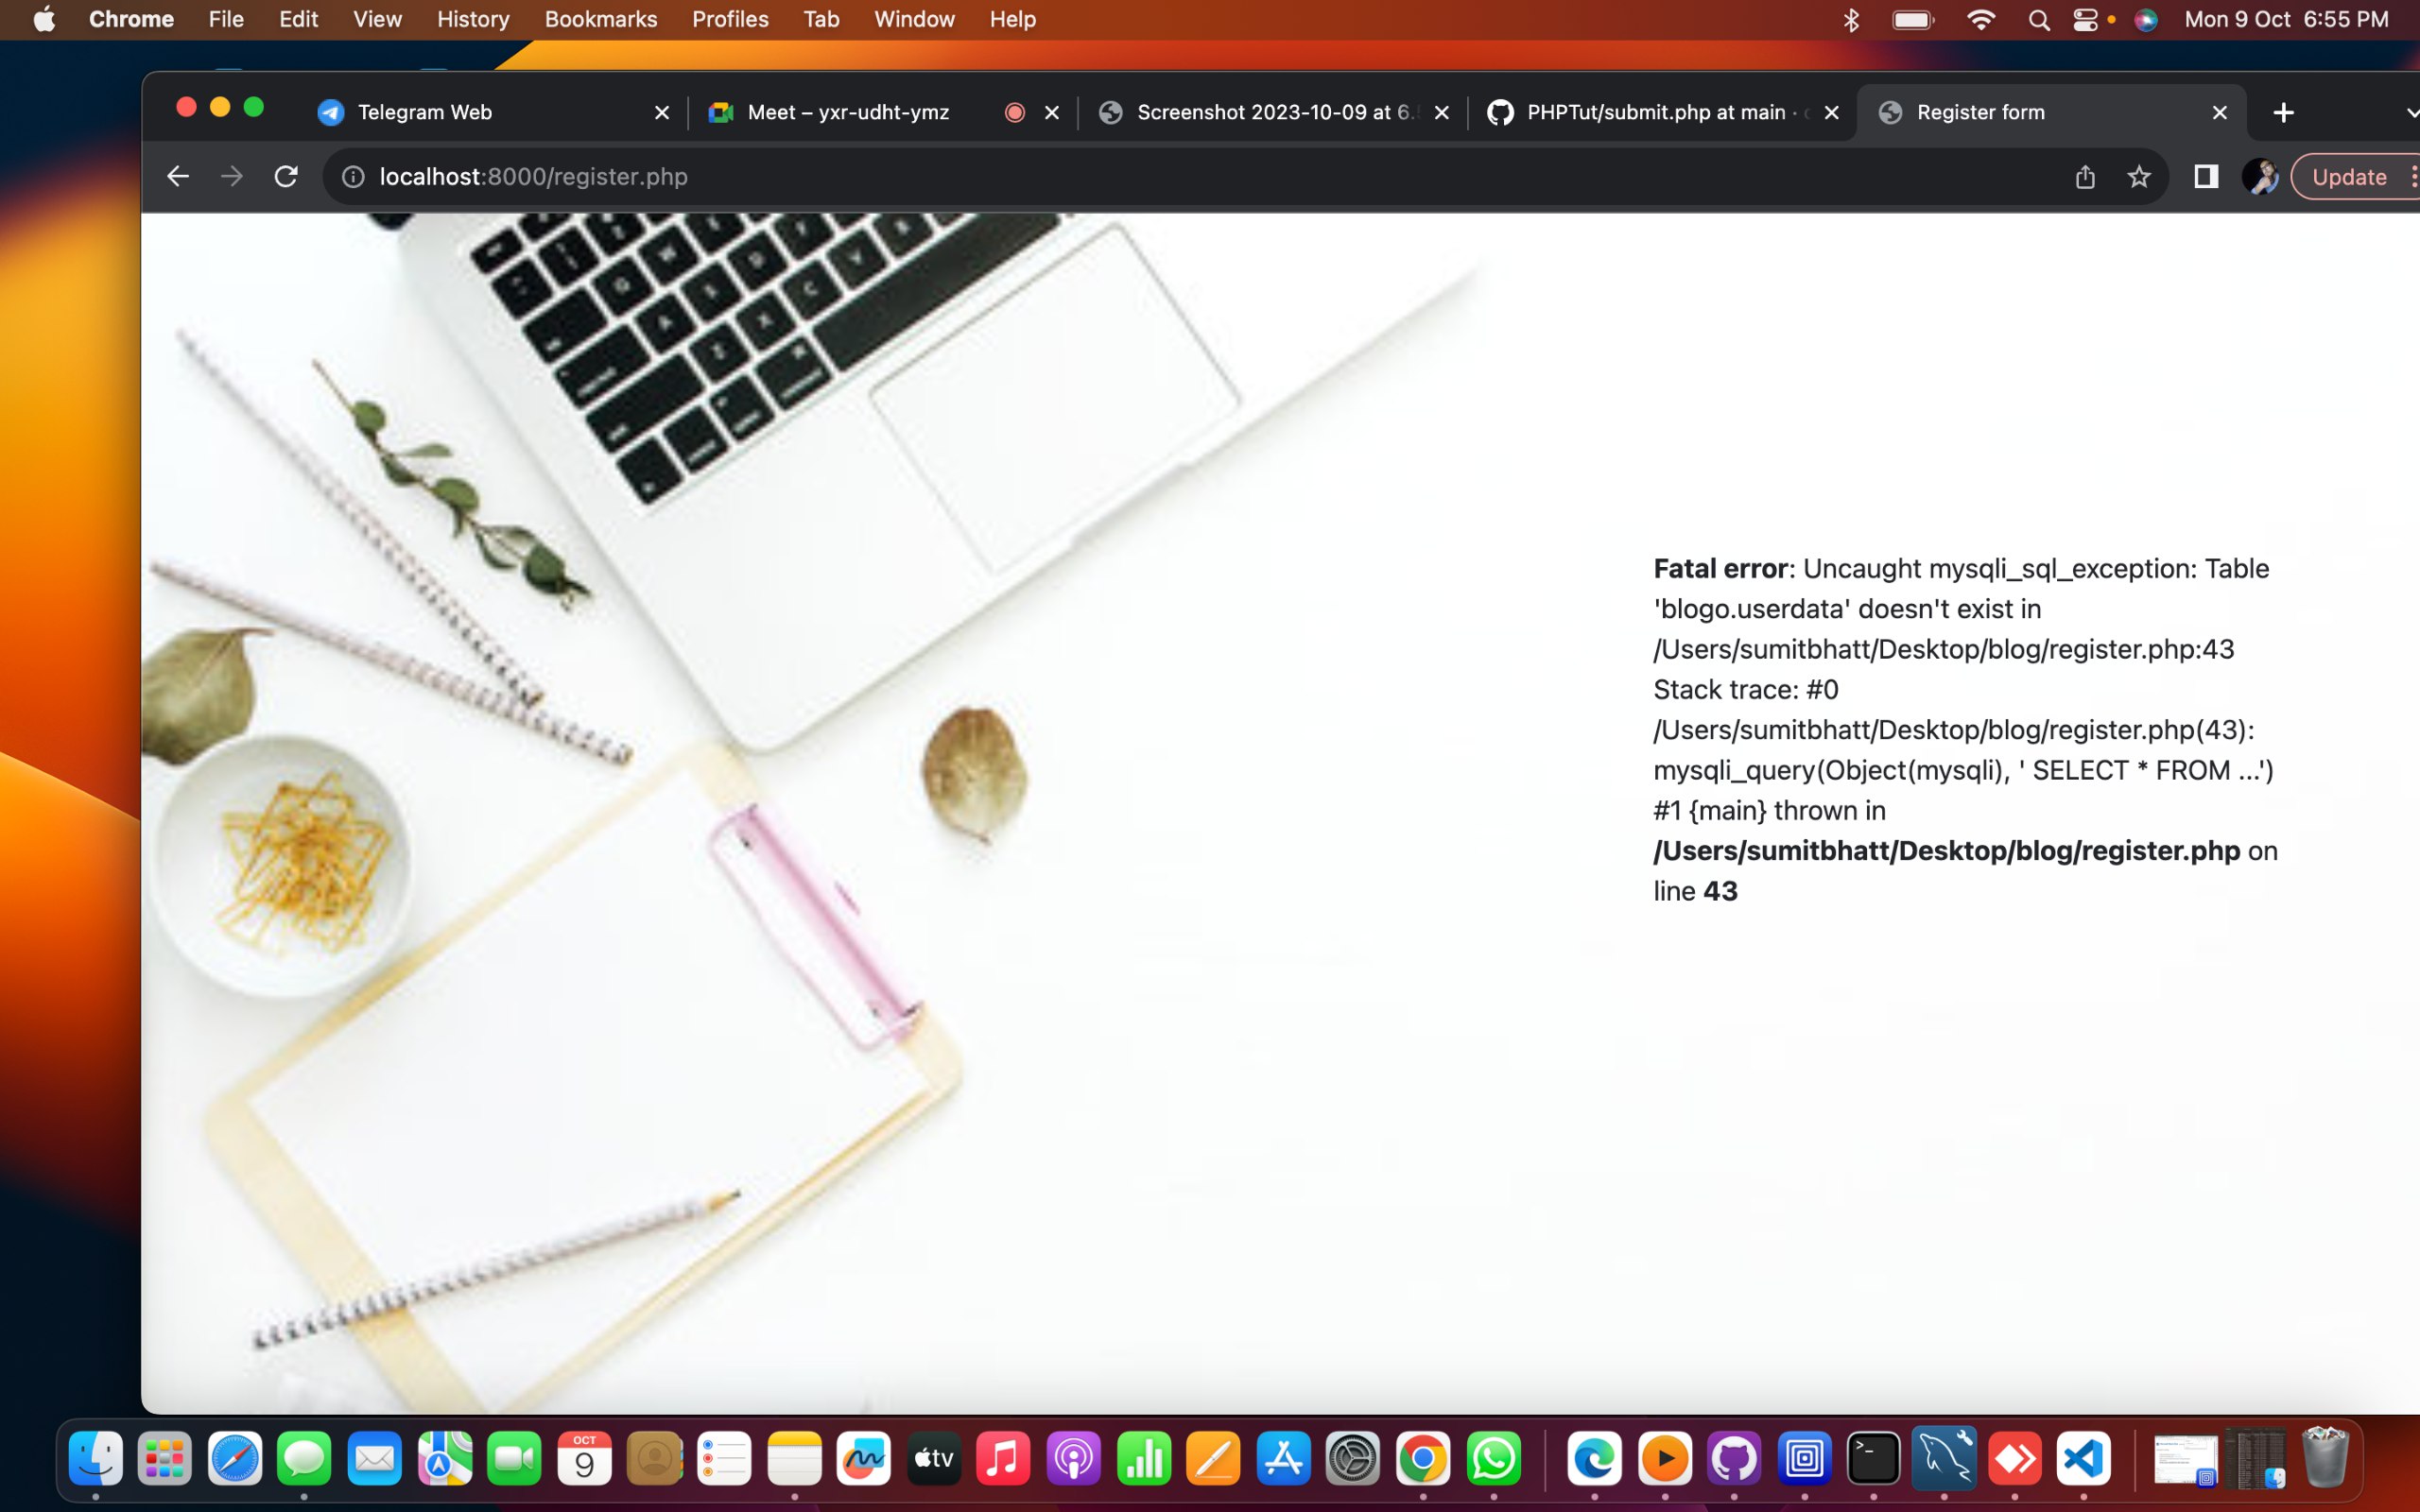 Chrome File Edit View History Bookmarks Profiles Tab Window Help Mon 9 Oct 6:55 PM
Telegram Web Meet – yxr-udht-ymz Screenshot 2023-10-09 at 6. PHPTut/submit.php at main · Register form
localhost:8000/register.php Update
Fatal error: Uncaught mysqli_sql_exception: Table
'blogo.userdata' doesn't exist in
/Users/sumitbhatt/Desktop/blog/register.php:43
Stack trace: #0
/Users/sumitbhatt/Desktop/blog/register.php(43):
mysqli_query(Object(mysqli), ' SELECT * FROM ...')
#1 {main} thrown in
/Users/sumitbhatt/Desktop/blog/register.php on
line 43
OCT
9
tv